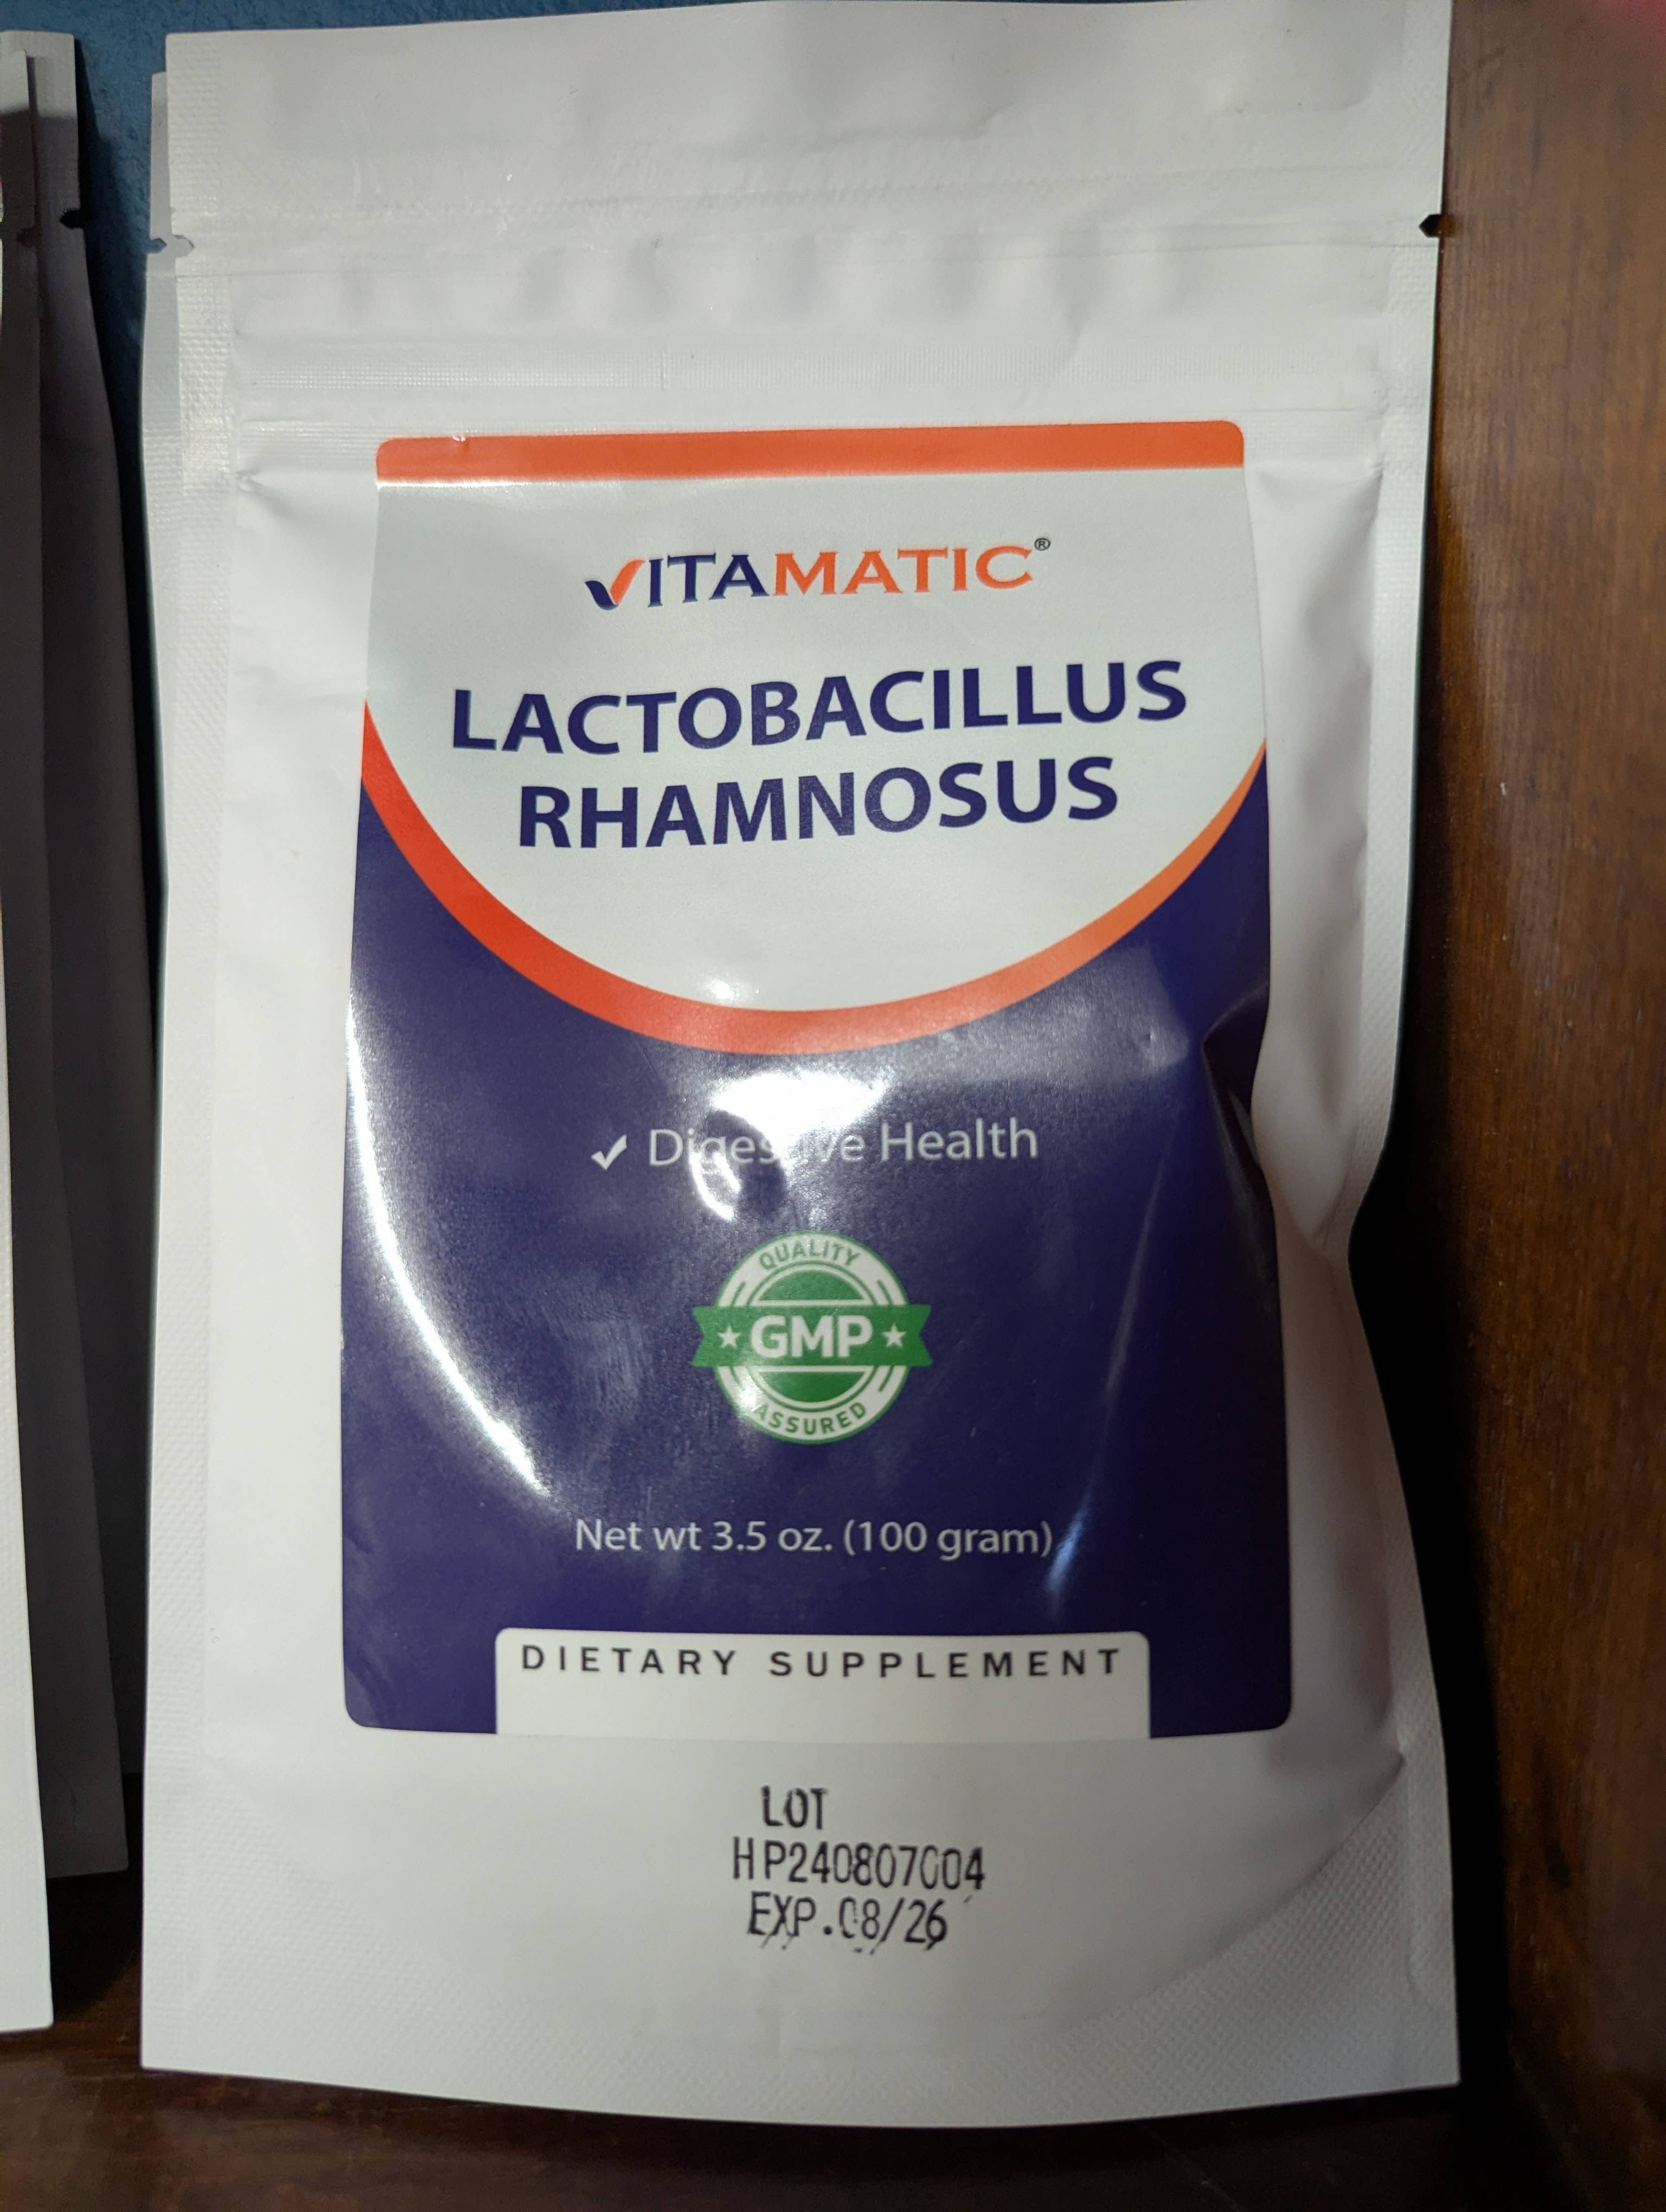 VITAMATIC®
LACTOBACILLUS
RHAMNOSUS
✓ Digestive Health
QUALITY
★ GMP ★
ASSURED
Net wt 3.5 oz. (100 gram)
DIETARY SUPPLEMENT
LOT
HP240807004
EXP.08/26